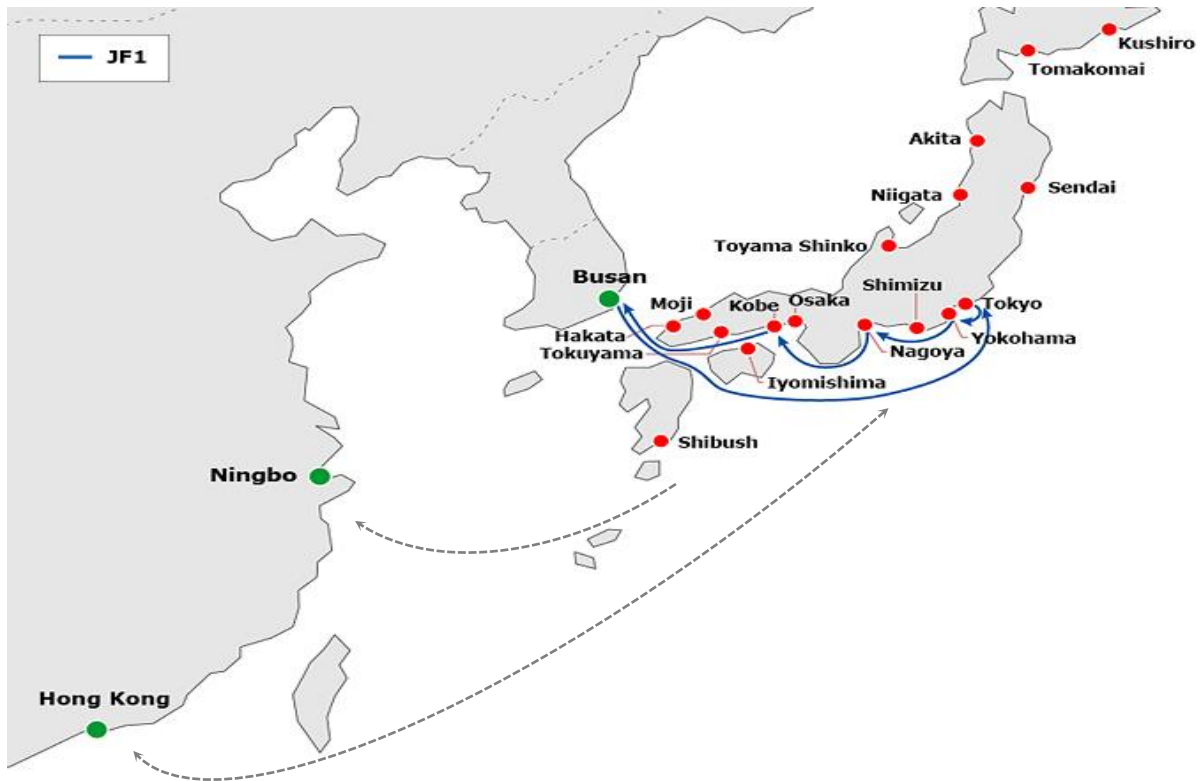 JF1
Kushiro
Tomakomai
Akita
Sendai
Niigata
Toyama Shinko
Busan
Shimizu
Moji
Kobe
Osaka
Tokyo
Hakata
Yokohama
Tokuyama
Nagoya
Iyomishima
Shibush
Ningbo
Hong Kong